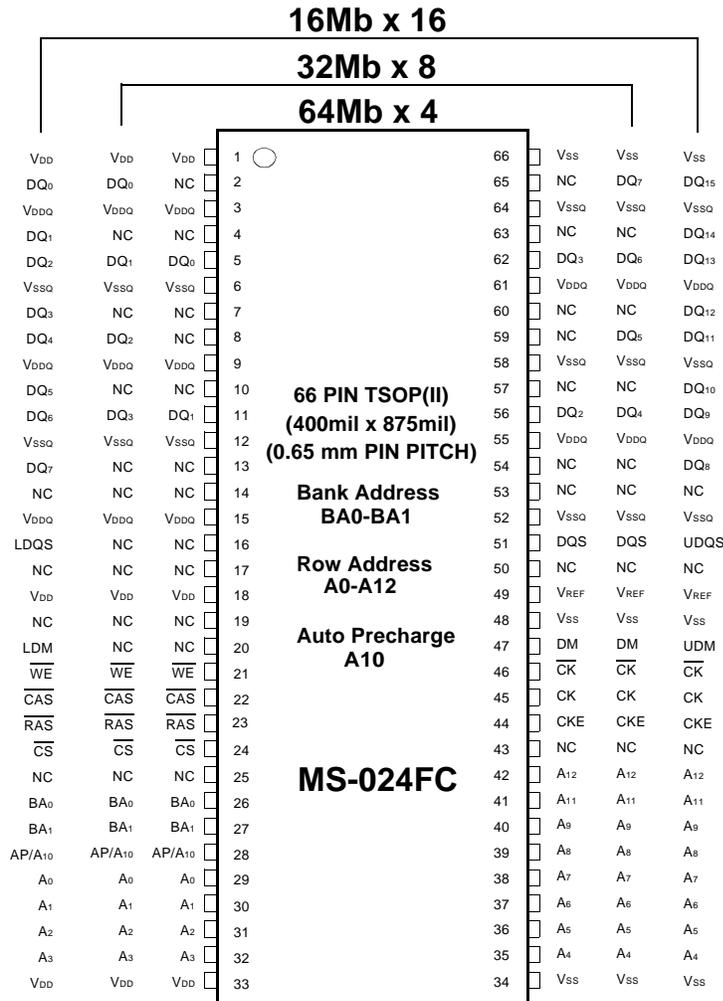 16Mb x 16
32Mb x 8
64Mb x 4
VDD VDD VDD 1 66 VSS VSS VSS
DQ0 DQ0 NC 2 65 NC DQ7 DQ15
VDDQ VDDQ VDDQ 3 64 VSSQ VSSQ VSSQ
DQ1 NC NC 4 63 NC NC DQ14
DQ2 DQ1 DQ0 5 62 DQ3 DQ6 DQ13
VSSQ VSSQ VSSQ 6 61 VDDQ VDDQ VDDQ
DQ3 NC NC 7 60 NC NC DQ12
DQ4 DQ2 NC 8 59 NC DQ5 DQ11
VDDQ VDDQ VDDQ 9 58 VSSQ VSSQ VSSQ
DQ5 NC NC 10 66 PIN TSOP(II) 57 NC NC DQ10
DQ6 DQ3 DQ1 11 (400mil x 875mil) 56 DQ2 DQ4 DQ9
VSSQ VSSQ VSSQ 12 (0.65 mm PIN PITCH) 55 VDDQ VDDQ VDDQ
DQ7 NC NC 13 54 NC NC DQ8
NC NC NC 14 Bank Address 53 NC NC NC
VDDQ VDDQ VDDQ 15 BA0-BA1 52 VSSQ VSSQ VSSQ
LDQS NC NC 16 51 DQS DQS UDQS
NC NC NC 17 Row Address 50 NC NC NC
VDD VDD VDD 18 A0-A12 49 VREF VREF VREF
NC NC NC 19 48 VSS VSS VSS
LDM NC NC 20 Auto Precharge 47 DM DM UDM
WE WE WE 21 A10 46 CK CK CK
CAS CAS CAS 22 45 CK CK CK
RAS RAS RAS 23 44 CKE CKE CKE
CS CS CS 24 43 NC NC NC
NC NC NC 25 MS-024FC 42 A12 A12 A12
BA0 BA0 BA0 26 41 A11 A11 A11
BA1 BA1 BA1 27 40 A9 A9 A9
AP/A10 AP/A10 AP/A10 28 39 A8 A8 A8
A0 A0 A0 29 38 A7 A7 A7
A1 A1 A1 30 37 A6 A6 A6
A2 A2 A2 31 36 A5 A5 A5
A3 A3 A3 32 35 A4 A4 A4
VDD VDD VDD 33 34 VSS VSS VSS